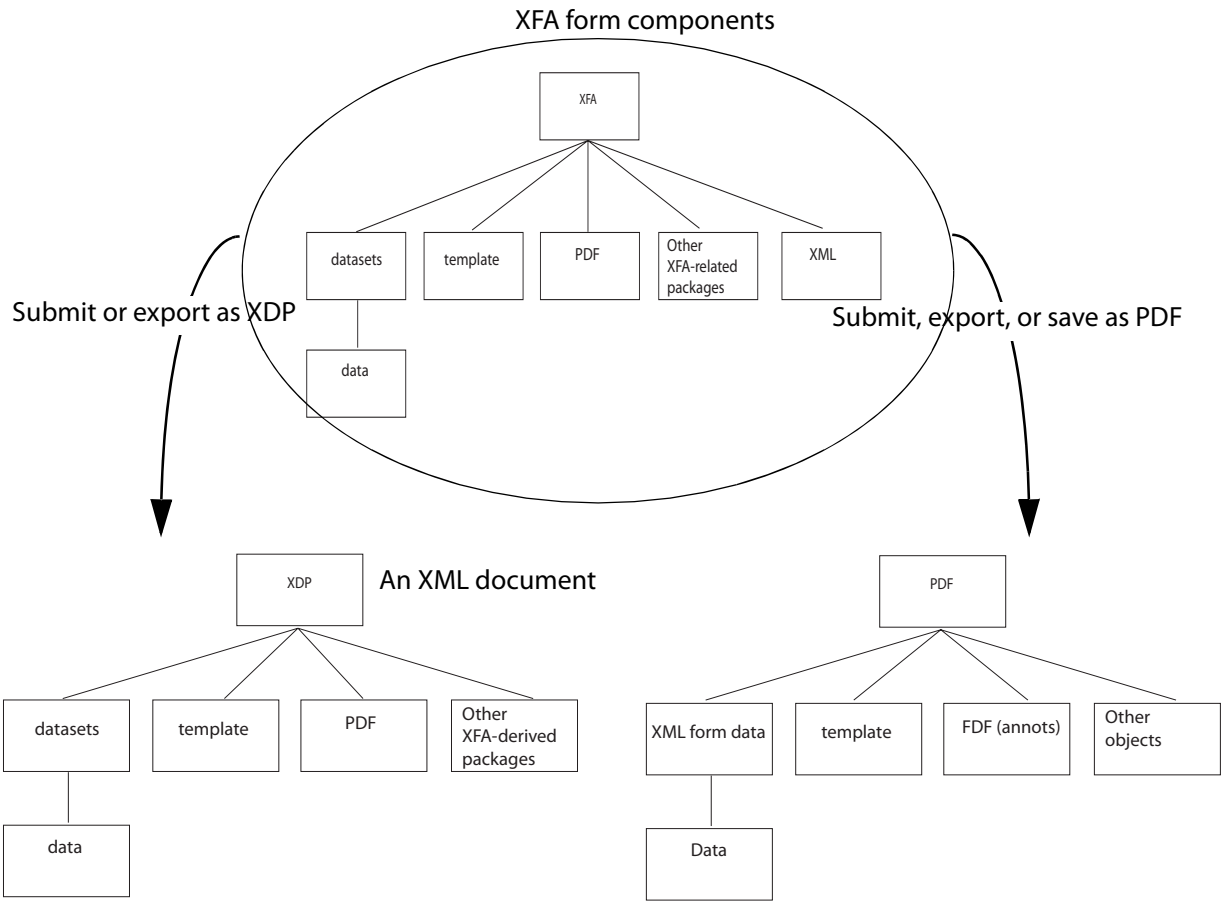 XFA form components
XFA
datasets
template
PDF
Other
XFA-related
packages
XML
data
Submit or export as XDP
Submit, export, or save as PDF
XDP
An XML document
datasets
template
PDF
Other
XFA-derived
packages
data
PDF
XML form data
template
FDF (annots)
Other
objects
Data